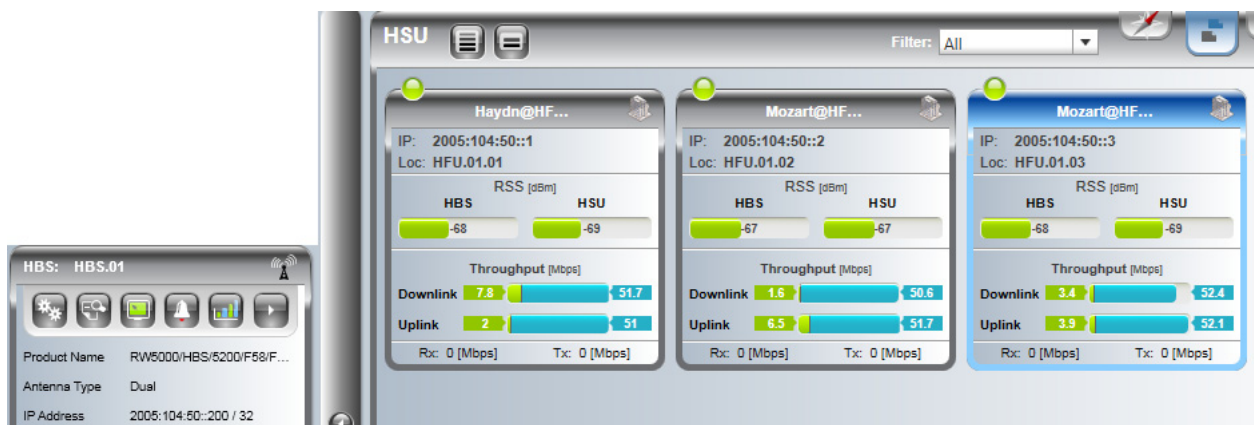 HSU
Filter: All
Haydn@HF...
IP: 2005:104:50::1
Loc: HFU.01.01
RSS [dBm]
HBS HSU
-68 -69
Throughput [Mbps]
Downlink 7.8 51.7
Uplink 2 51
Rx: 0 [Mbps] Tx: 0 [Mbps]
Mozart@HF...
IP: 2005:104:50::2
Loc: HFU.01.02
RSS [dBm]
HBS HSU
-67 -67
Throughput [Mbps]
Downlink 1.6 50.6
Uplink 6.5 51.7
Rx: 0 [Mbps] Tx: 0 [Mbps]
Mozart@HF...
IP: 2005:104:50::3
Loc: HFU.01.03
RSS [dBm]
HBS HSU
-68 -69
Throughput [Mbps]
Downlink 3.4 52.4
Uplink 3.9 52.1
Rx: 0 [Mbps] Tx: 0 [Mbps]
HBS: HBS.01
Product Name RW5000/HBS/5200/F58/F...
Antenna Type Dual
IP Address 2005:104:50::200 / 32